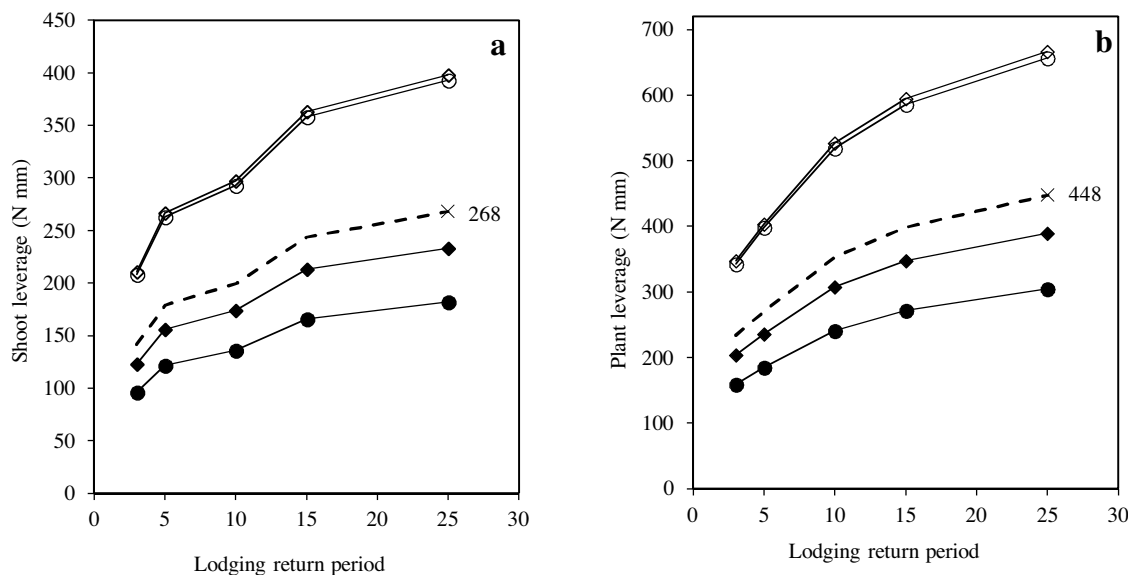 a
Shoot leverage (N mm)
450
400
350
300
250
200
150
100
50
0
268
0 5 10 15 20 25 30
Lodging return period
b
Plant leverage (N mm)
700
600
500
400
300
200
100
0
448
0 5 10 15 20 25 30
Lodging return period